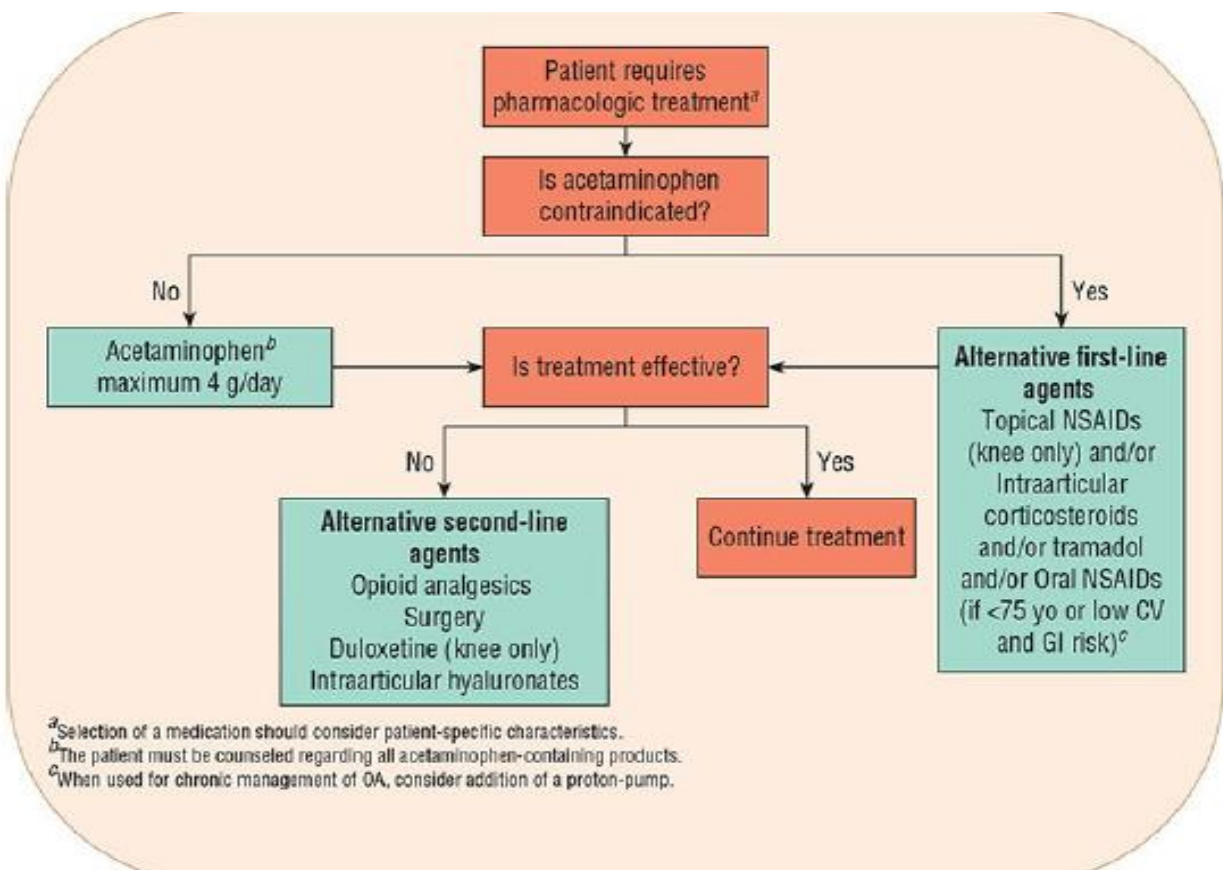 Patient requires
pharmacologic treatmentᵃ
Is acetaminophen
contraindicated?
No
Yes
Acetaminophenᵇ
maximum 4 g/day
Is treatment effective?
Alternative first-line
agents
Topical NSAIDs
(knee only) and/or
Intraarticular
corticosteroids
and/or tramadol
and/or Oral NSAIDs
(if <75 yo or low CV
and GI risk)ᶜ
No
Yes
Alternative second-line
agents
Opioid analgesics
Surgery
Duloxetine (knee only)
Intraarticular hyaluronates
Continue treatment
ᵃSelection of a medication should consider patient-specific characteristics.
ᵇThe patient must be counseled regarding all acetaminophen-containing products.
ᶜWhen used for chronic management of OA, consider addition of a proton-pump.